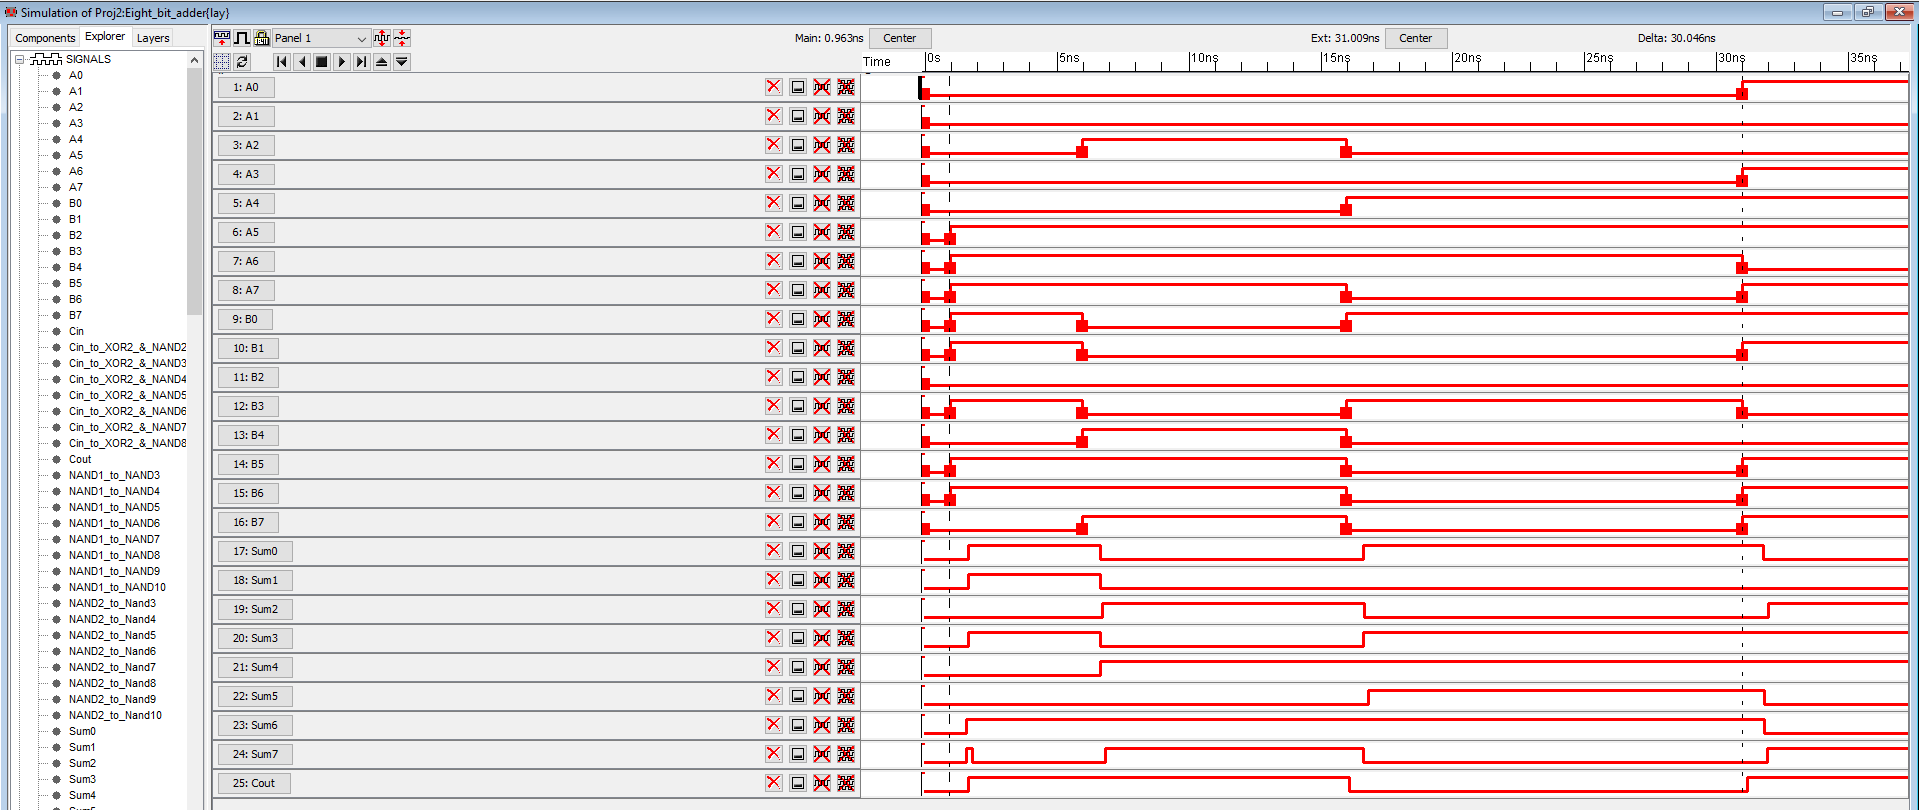 Simulation of Proj2:Eight_bit_adder{lay}
Components Explorer Layers
SIGNALS
A0
A1
A2
A3
A4
A5
A6
A7
B0
B1
B2
B3
B4
B5
B6
B7
Cin
Cin_to_XOR2_&_NAND2
Cin_to_XOR2_&_NAND3
Cin_to_XOR2_&_NAND4
Cin_to_XOR2_&_NAND5
Cin_to_XOR2_&_NAND6
Cin_to_XOR2_&_NAND7
Cin_to_XOR2_&_NAND8
Cout
NAND1_to_NAND3
NAND1_to_NAND4
NAND1_to_NAND5
NAND1_to_NAND6
NAND1_to_NAND7
NAND1_to_NAND8
NAND1_to_NAND9
NAND1_to_NAND10
NAND2_to_Nand3
NAND2_to_Nand4
NAND2_to_Nand5
NAND2_to_Nand6
NAND2_to_Nand7
NAND2_to_Nand8
NAND2_to_Nand9
NAND2_to_Nand10
Sum0
Sum1
Sum2
Sum3
Sum4
Panel 1 Main: 0.963ns Center Ext: 31.009ns Center Delta: 30.046ns
Time 0s 5ns 10ns 15ns 20ns 25ns 30ns 35ns
1: A0
2: A1
3: A2
4: A3
5: A4
6: A5
7: A6
8: A7
9: B0
10: B1
11: B2
12: B3
13: B4
14: B5
15: B6
16: B7
17: Sum0
18: Sum1
19: Sum2
20: Sum3
21: Sum4
22: Sum5
23: Sum6
24: Sum7
25: Cout